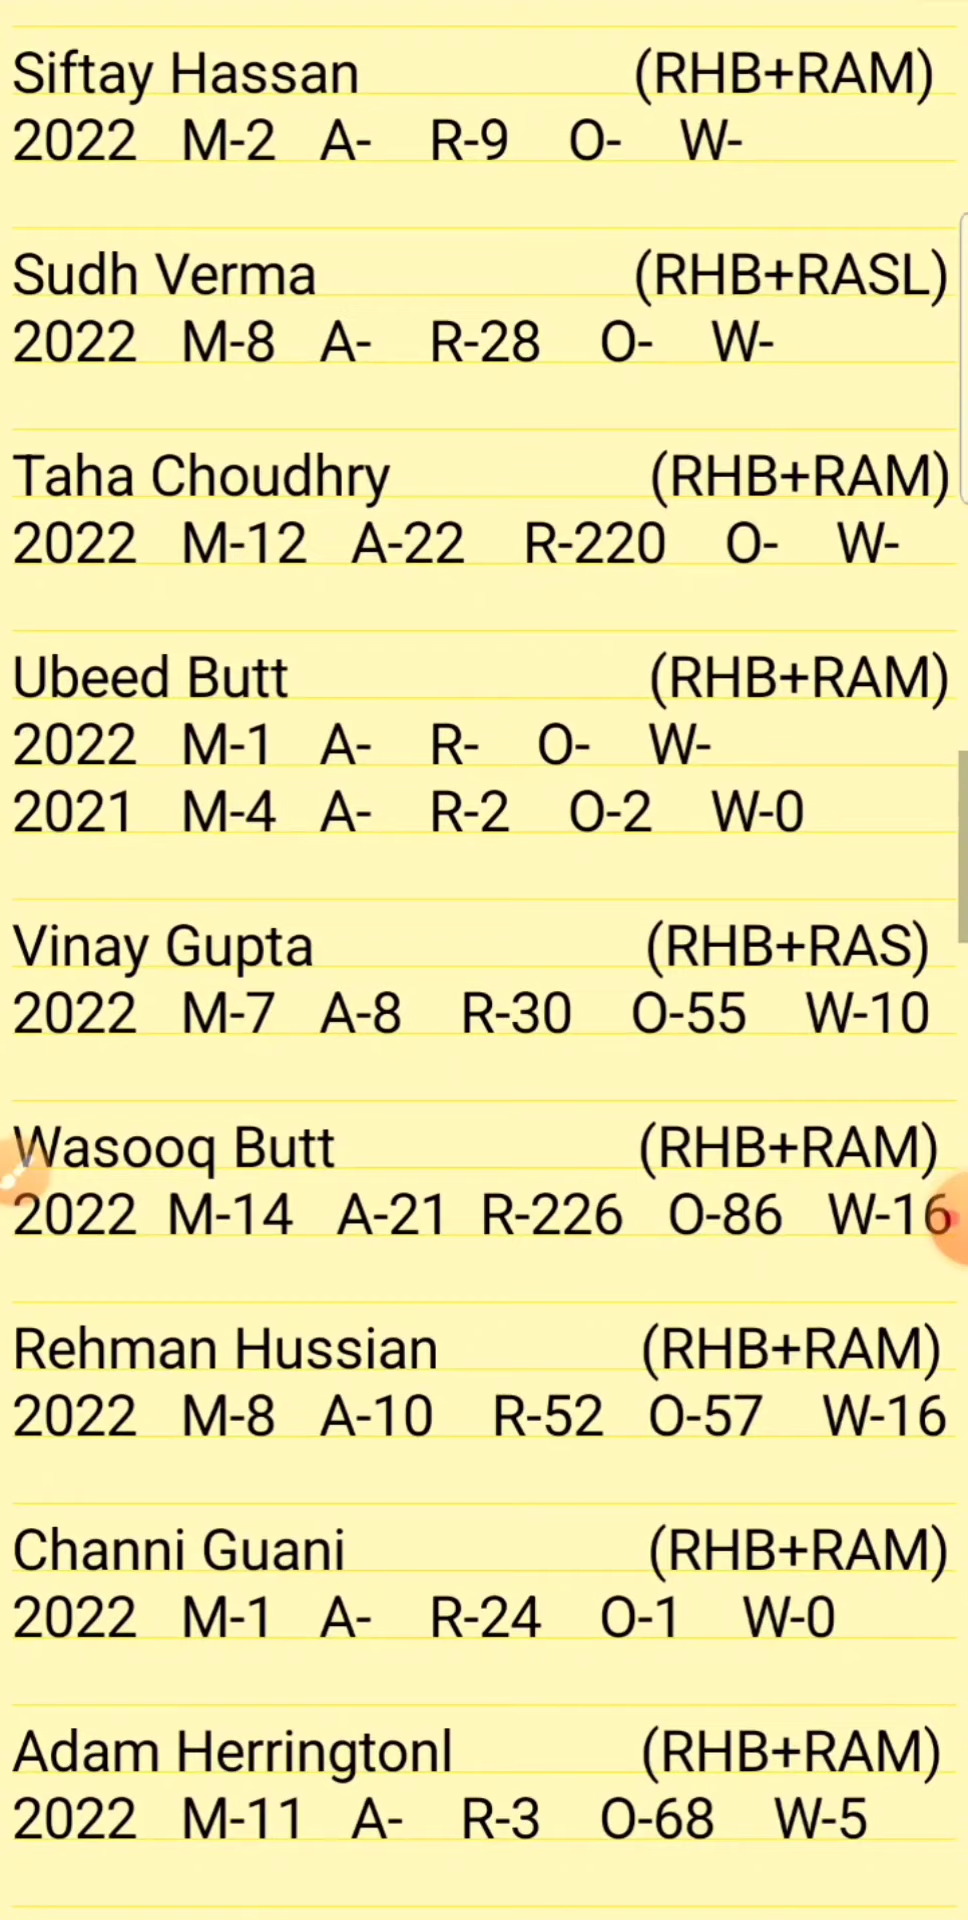 Siftay Hassan (RHB+RAM)
2022 M-2 A- R-9 O- W-
Sudh Verma (RHB+RASL)
2022 M-8 A- R-28 O- W-
Taha Choudhry (RHB+RAM)
2022 M-12 A-22 R-220 O- W-
Ubeed Butt (RHB+RAM)
2022 M-1 A- R- O- W-
2021 M-4 A- R-2 O-2 W-0
Vinay Gupta (RHB+RAS)
2022 M-7 A-8 R-30 O-55 W-10
Wasooq Butt (RHB+RAM)
2022 M-14 A-21 R-226 O-86 W-16
Rehman Hussian (RHB+RAM)
2022 M-8 A-10 R-52 O-57 W-16
Channi Guani (RHB+RAM)
2022 M-1 A- R-24 O-1 W-0
Adam Herringtonl (RHB+RAM)
2022 M-11 A- R-3 O-68 W-5